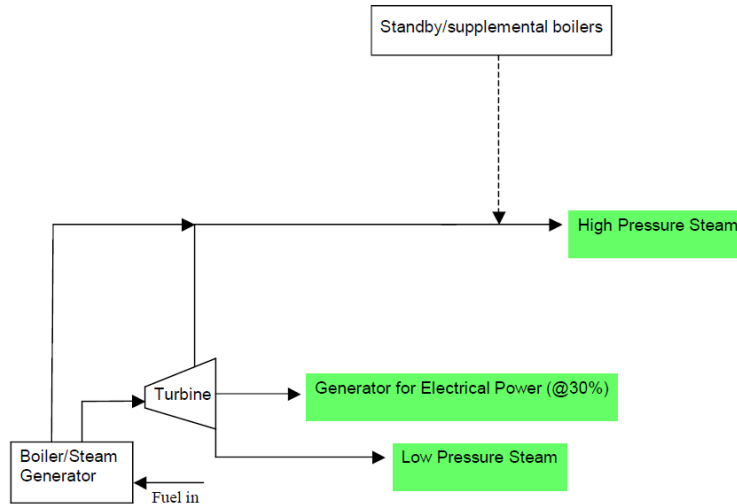 Standby/supplemental boilers
High Pressure Steam
Turbine
Generator for Electrical Power (@30%)
Boiler/Steam
Generator
Low Pressure Steam
Fuel in